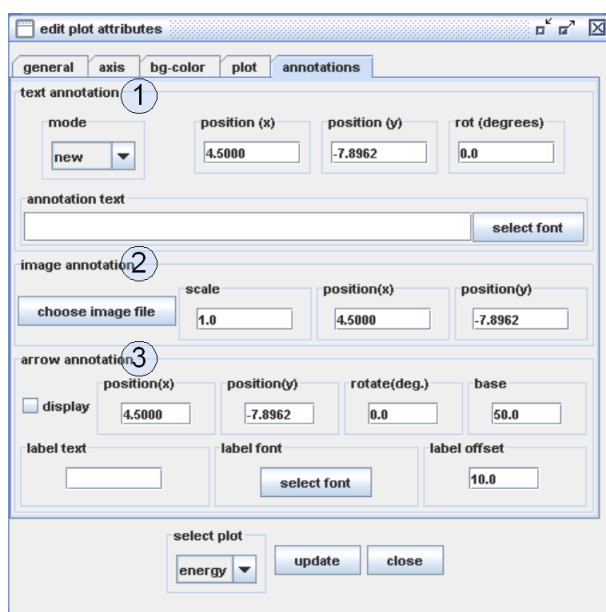 edit plot attributes
general axis bg-color plot annotations
text annotation 1
mode position (x) position (y) rot (degrees)
new 4.5000 -7.8962 0.0
annotation text
select font
image annotation 2
scale position(x) position(y)
choose image file 1.0 4.5000 -7.8962
arrow annotation 3
position(x) position(y) rotate(deg.) base
display 4.5000 -7.8962 0.0 50.0
label text label font label offset
select font 10.0
select plot
energy update close